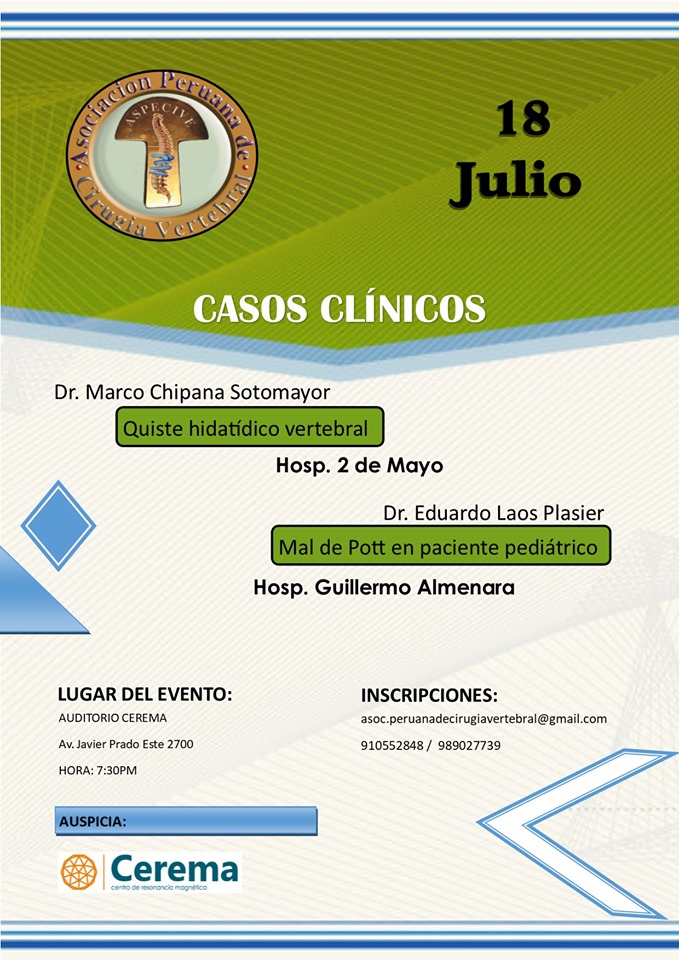 Asociacion Peruana de
Cirugia Vertebral
ASPECIVE
18
Julio
CASOS CLÍNICOS
Dr. Marco Chipana Sotomayor
Quiste hidatídico vertebral
Hosp. 2 de Mayo
Dr. Eduardo Laos Plasier
Mal de Pott en paciente pediátrico
Hosp. Guillermo Almenara
LUGAR DEL EVENTO:
AUDITORIO CEREMA
Av. Javier Prado Este 2700
HORA: 7:30PM
INSCRIPCIONES:
asoc.peruanadecirugiavertebral@gmail.com
910552848 / 989027739
AUSPICIA:
Cerema
centro de resonancia magnética